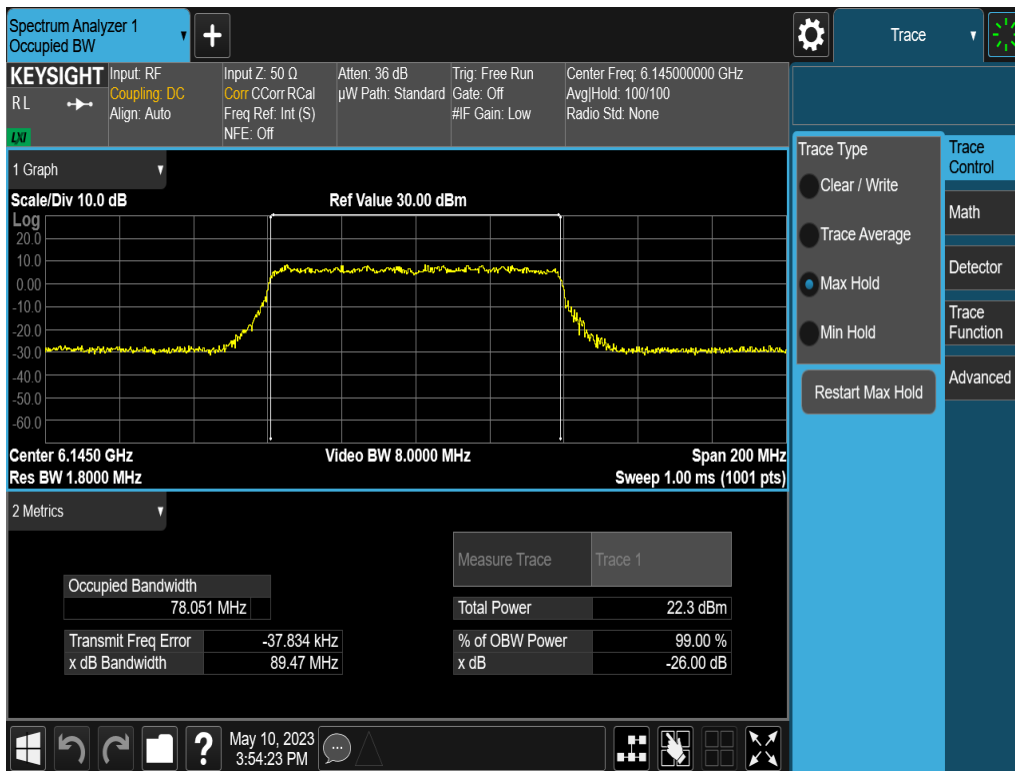 Spectrum Analyzer 1
Occupied BW
+
Trace
KEYSIGHT
RL
LXI
Input: RF
Coupling: DC
Align: Auto
Input Z: 50 Ω
Corr CCorr RCal
Freq Ref: Int (S)
NFE: Off
Atten: 36 dB
µW Path: Standard
Trig: Free Run
Gate: Off
#IF Gain: Low
Center Freq: 6.145000000 GHz
Avg|Hold: 100/100
Radio Std: None
1 Graph
Scale/Div 10.0 dB
Ref Value 30.00 dBm
Log
20.0
10.0
0.00
-10.0
-20.0
-30.0
-40.0
-50.0
-60.0
Center 6.1450 GHz
Video BW 8.0000 MHz
Span 200 MHz
Res BW 1.8000 MHz
Sweep 1.00 ms (1001 pts)
2 Metrics
Measure Trace
Trace 1
Occupied Bandwidth
78.051 MHz
Total Power
22.3 dBm
Transmit Freq Error
-37.834 kHz
% of OBW Power
99.00 %
x dB Bandwidth
89.47 MHz
x dB
-26.00 dB
Trace Type
Clear / Write
Trace Average
Max Hold
Min Hold
Restart Max Hold
Trace
Control
Math
Detector
Trace
Function
Advanced
?
May 10, 2023
3:54:23 PM